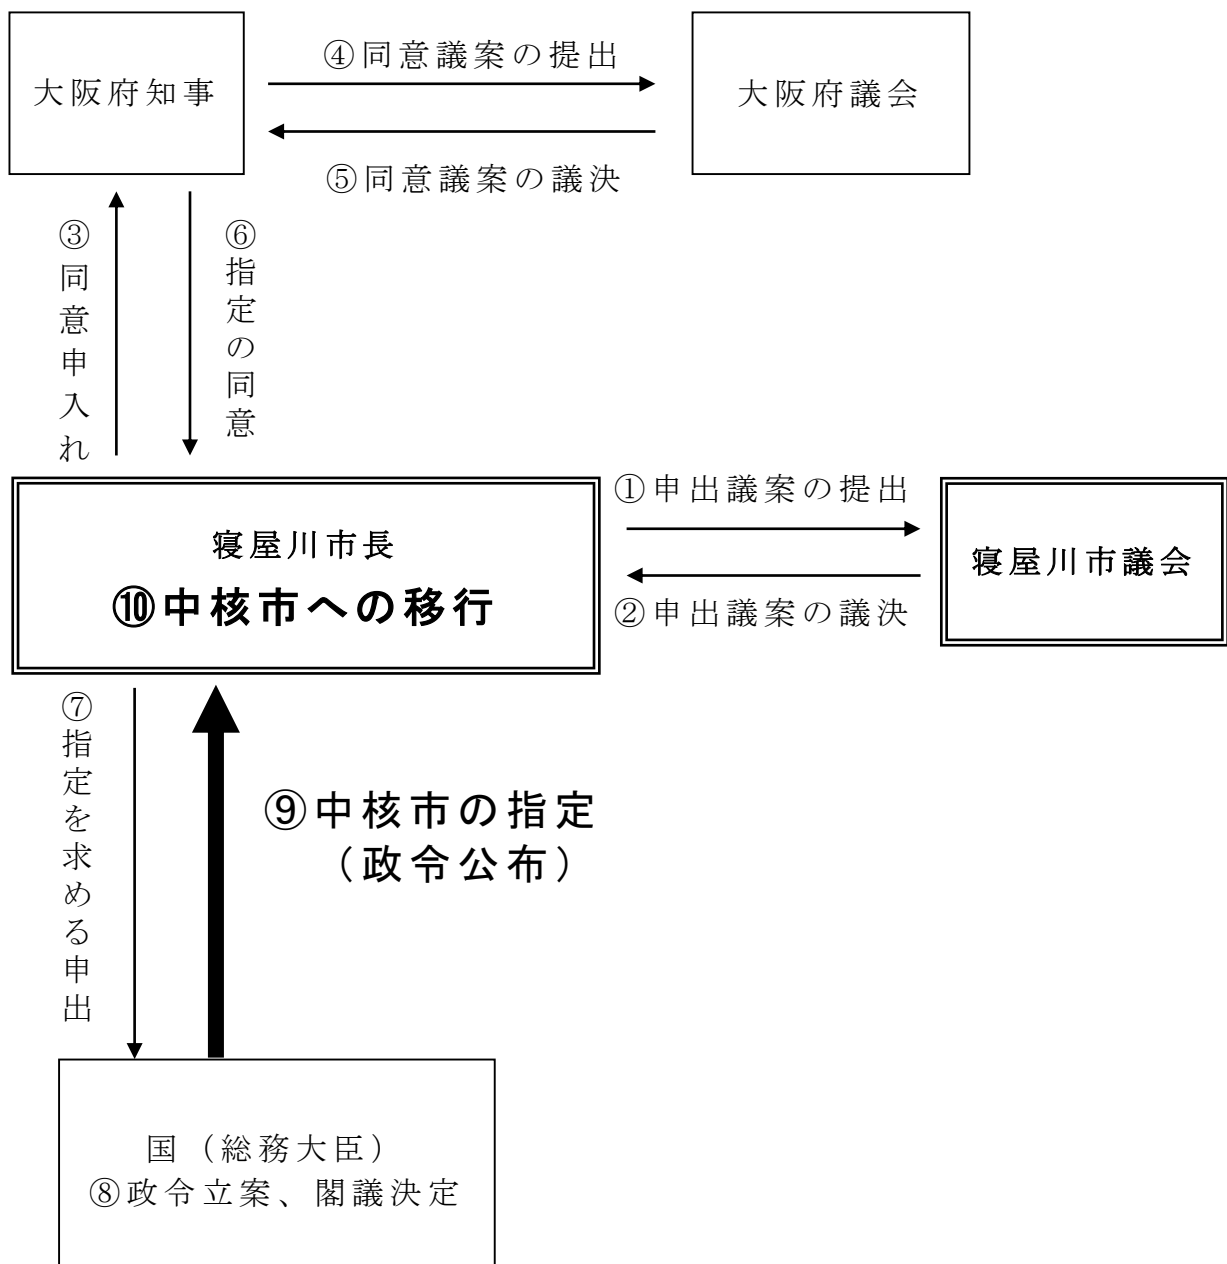 ④同意議案の提出
大阪府知事
大阪府議会
⑤同意議案の議決
③同意申入れ
⑥指定の同意
①申出議案の提出
寝屋川市長
⑩中核市への移行
寝屋川市議会
②申出議案の議決
⑦指定を求める申出
⑨中核市の指定
（政令公布）
国（総務大臣）
⑧政令立案、閣議決定